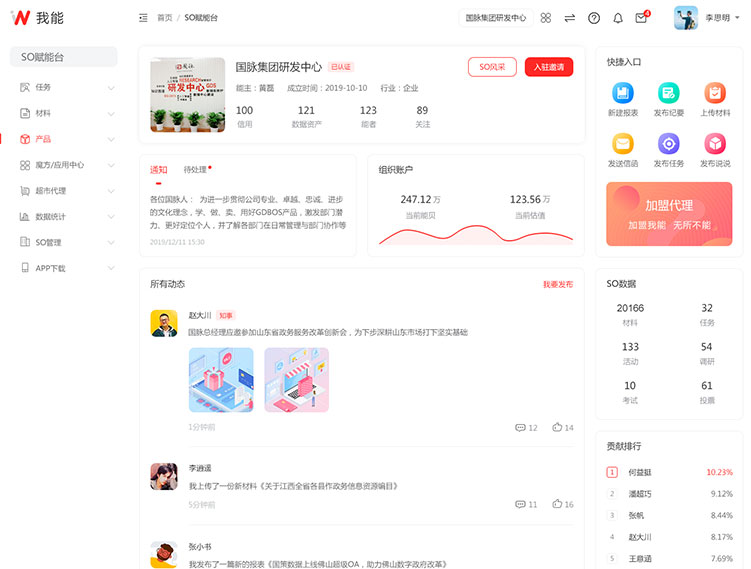 我能
首页 / SO赋能台
国脉集团研发中心
4
李思明
SO赋能台
任务
材料
产品
魔方/应用中心
超市代理
数据统计
SO管理
APP下载
国脉集团研发中心 已认证
SO风采
入驻邀请
能主：黄磊 成立时间：2019-10-10 行业：企业
100 121 123 89
信用 数据资产 能者 关注
研发中心
通知 待处理
各位国脉人： 为进一步贯彻公司专业、卓越、忠诚、进步
的文化理念，学、做、卖、用好GDBOS产品，激发部门潜
力、更好定位个人，并了解各部门在日常管理与部门协作等
2019/12/11 15:30
组织账户
247.12 万 123.56 万
当前能贝 当前估值
所有动态
我要发布
赵大川 知事
国脉总经理应邀参加山东省政务服务改革创新会，为下步深耕山东市场打下坚实基础
1分钟前
12 14
李逍遥
我上传了一份新材料《关于江西全省各县作政务信息资源编目》
5分钟前
11 16
张小书
我发布了一篇新的报表《国策数据上线佛山超级OA，助力佛山数字政府改革》
快捷入口
新建报表 发布纪要 上传材料
发送信函 发布任务 发布说说
加盟代理
加盟我能 无所不能
SO数据
20166 32
材料 任务
133 54
活动 调研
10 61
考试 投票
贡献排行
1 何益挺 10.23%
2 潘超巧 9.12%
3 张帆 8.44%
4 赵大川 8.17%
5 王意涵 7.69%